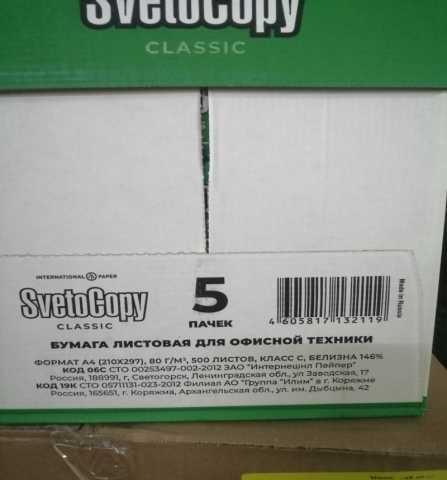 SvetoCopy
CLASSIC
INTERNATIONAL PAPER
SvetoCopy
CLASSIC
5
ПАЧЕК
4 605817 132119
Made in Russia
БУМАГА ЛИСТОВАЯ ДЛЯ ОФИСНОЙ ТЕХНИКИ
ФОРМАТ А4 (210X297), 80 Г/М², 500 ЛИСТОВ, КЛАСС С, БЕЛИЗНА 146%
КОД 06С СТО 00253497-002-2012 ЗАО "Интернешнл Пейпер"
Россия, 188991, г. Светогорск, Ленинградская обл., ул Заводская, 17
КОД 19К СТО 05711131-023-2012 Филиал АО "Группа "Илим" в г. Коряжме
Россия, 165651, г. Коряжма, Архангельская обл., ул. им. Дыбцына, 42